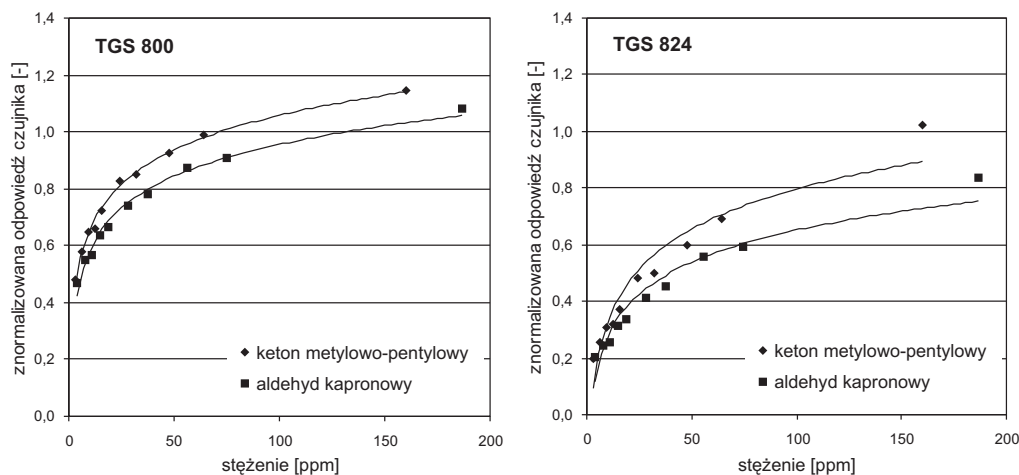 znormalizowana odpowiedź czujnika [-]
1,4
1,2
1,0
0,8
0,6
0,4
0,2
0,0
TGS 800
keton metylowo-pentylowy
aldehyd kapronowy
0
50
100
150
200
stężenie [ppm]
znormalizowana odpowiedź czujnika [-]
1,4
1,2
1,0
0,8
0,6
0,4
0,2
0,0
TGS 824
keton metylowo-pentylowy
aldehyd kapronowy
0
50
100
150
200
stężenie [ppm]